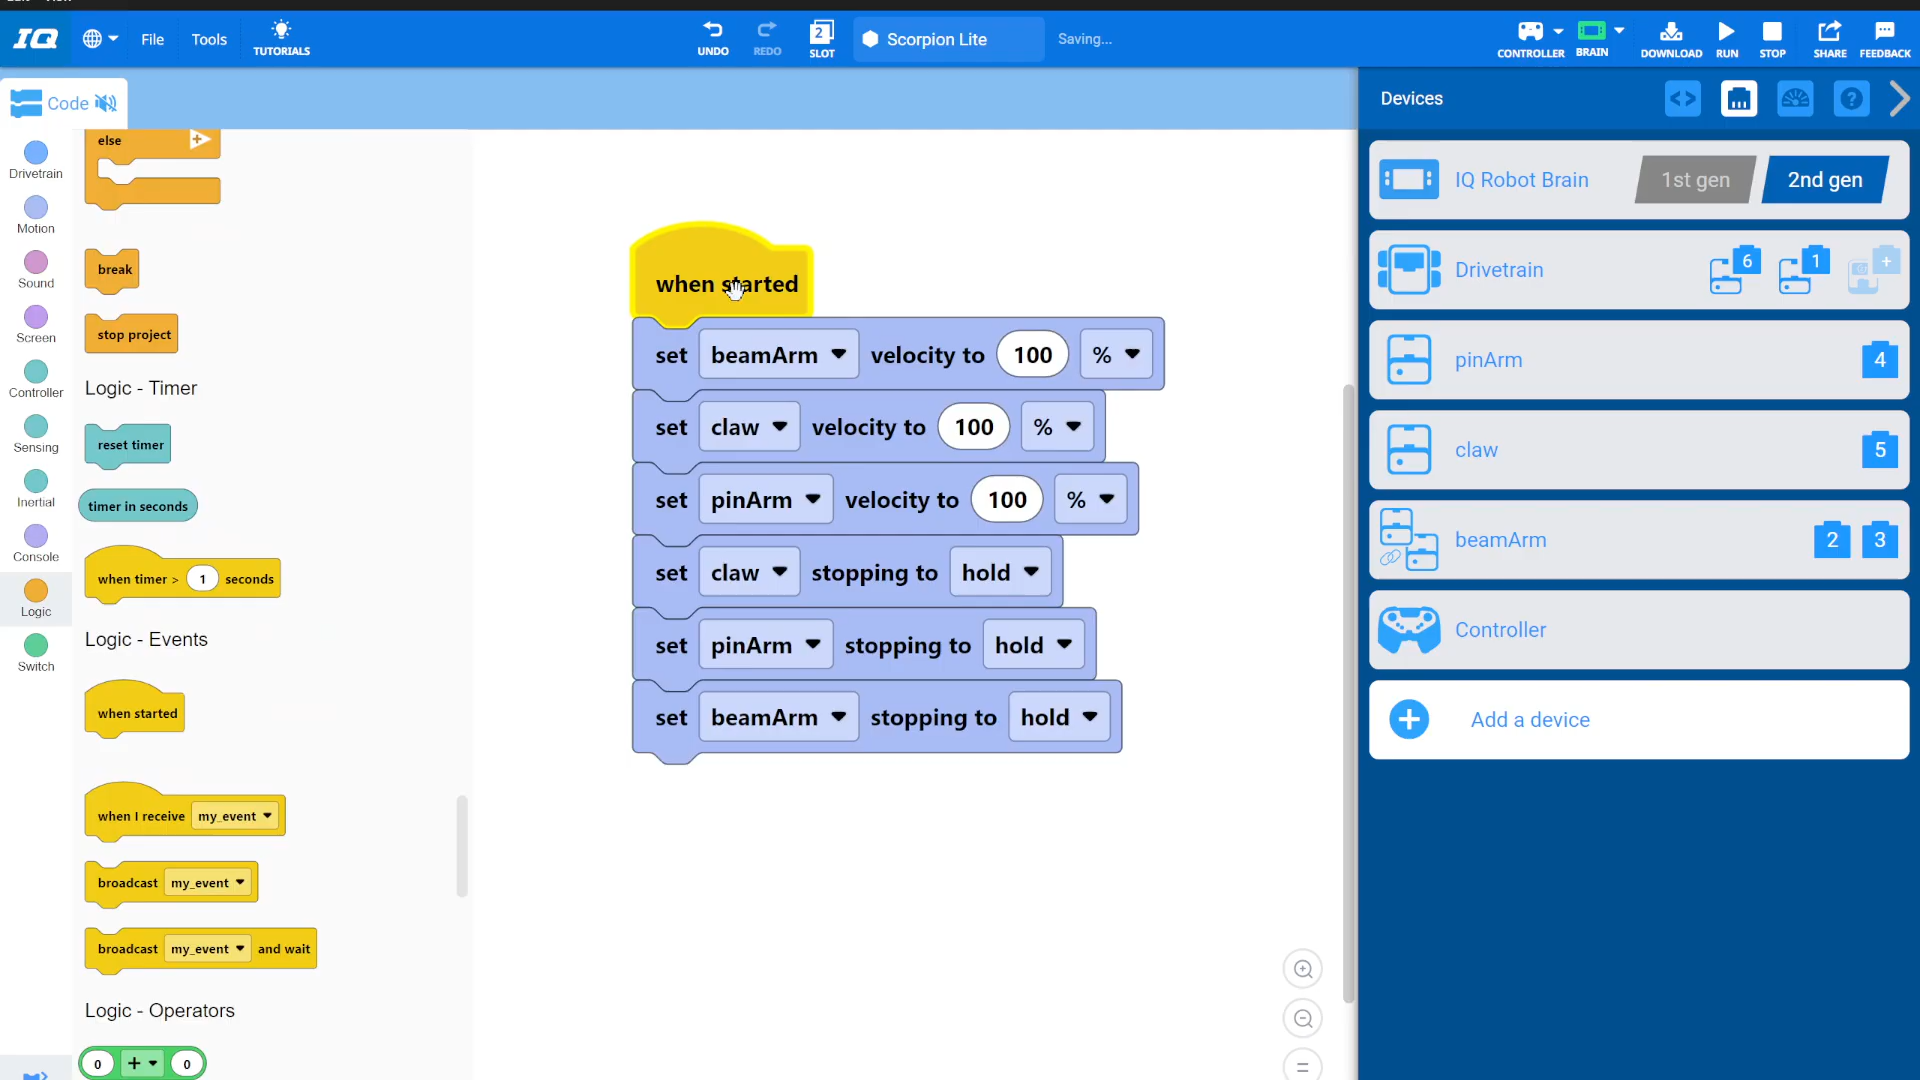 IQ
File
Tools
TUTORIALS
UNDO
REDO
2
SLOT
Scorpion Lite
Saving...
CONTROLLER
BRAIN
DOWNLOAD
RUN
STOP
SHARE
FEEDBACK
Code
Drivetrain
Motion
Sound
Screen
Controller
Sensing
Inertial
Console
Logic
Switch
else
break
stop project
Logic - Timer
reset timer
timer in seconds
when timer > 1 seconds
Logic - Events
when started
when I receive my_event
broadcast my_event
broadcast my_event and wait
Logic - Operators
0 + 0
when started
set beamArm velocity to 100 %
set claw velocity to 100 %
set pinArm velocity to 100 %
set claw stopping to hold
set pinArm stopping to hold
set beamArm stopping to hold
Devices
IQ Robot Brain 1st gen 2nd gen
Drivetrain 6 1
pinArm 4
claw 5
beamArm 2 3
Controller
Add a device